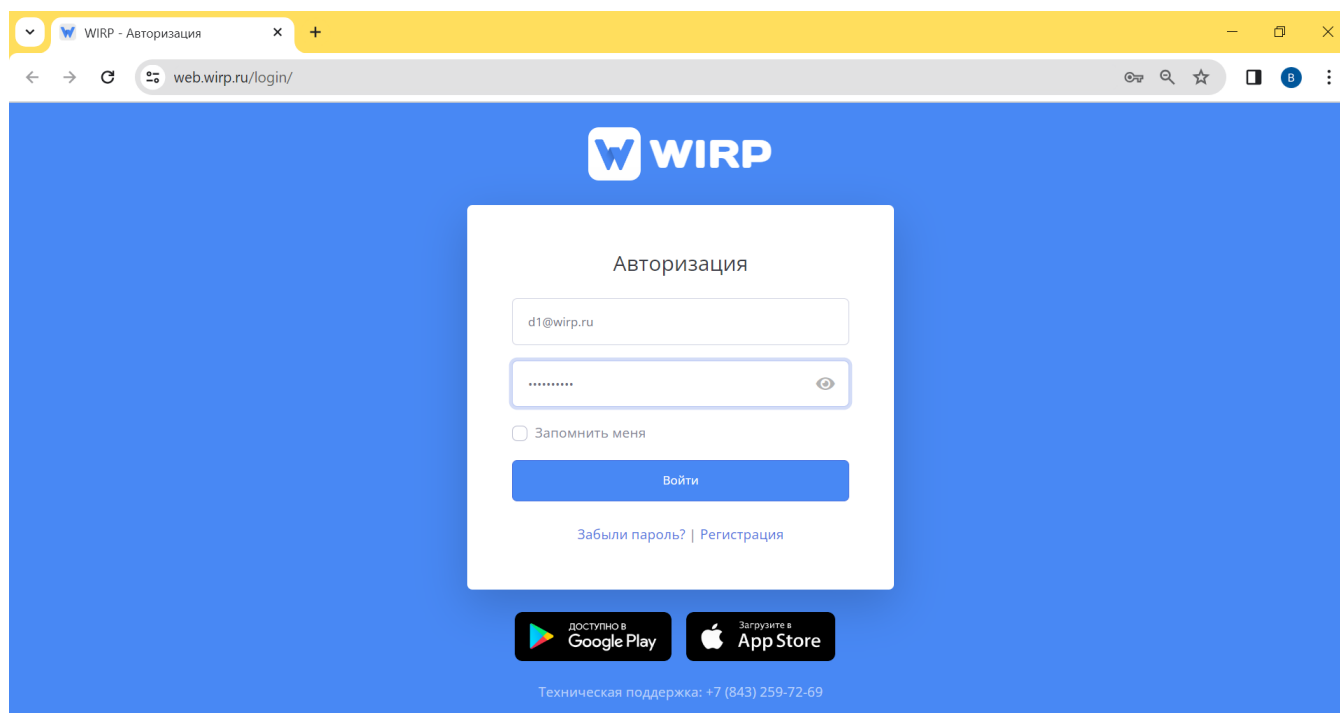 WIRP - Авторизация
web.wirp.ru/login/
B
WIRP
Авторизация
d1@wirp.ru
••••••••••
Запомнить меня
Войти
Забыли пароль? | Регистрация
ДОСТУПНО В
Google Play
Загрузите в
App Store
Техническая поддержка: +7 (843) 259-72-69